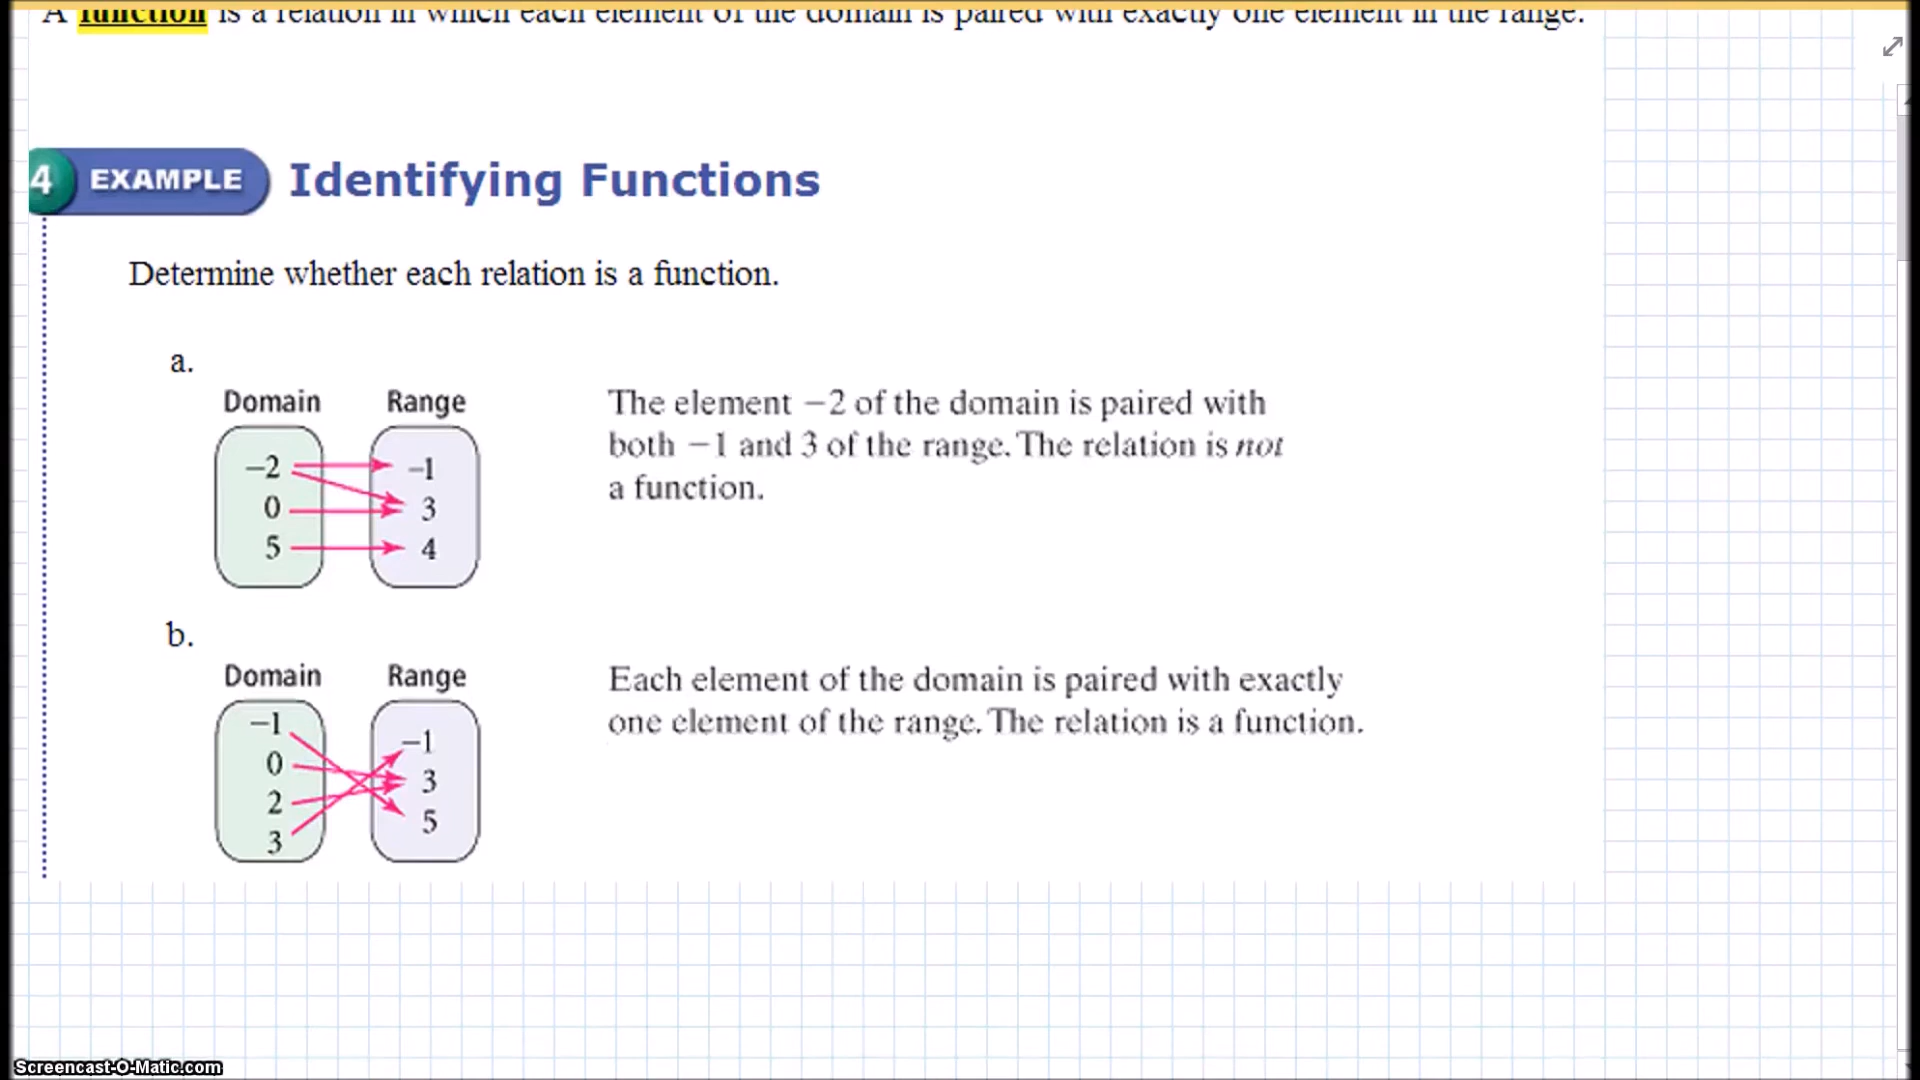 A function is a relation in which each element of the domain is paired with exactly one element in the range.
4 EXAMPLE Identifying Functions
Determine whether each relation is a function.
a.
Domain Range
−2 −1
0 3
5 4
The element −2 of the domain is paired with
both −1 and 3 of the range. The relation is not
a function.
b.
Domain Range
−1 −1
0 3
2 5
3
Each element of the domain is paired with exactly
one element of the range. The relation is a function.
Screencast-O-Matic.com